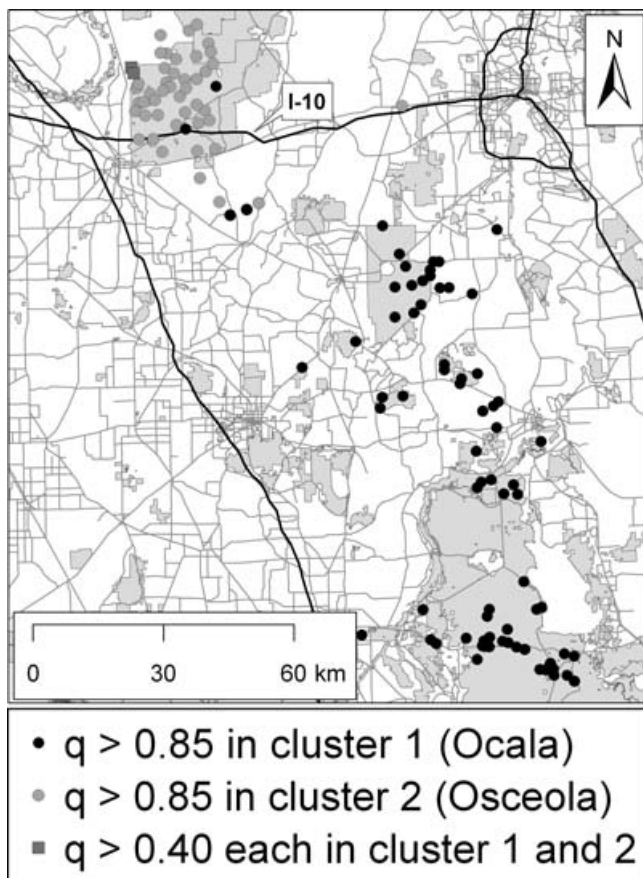 N
I-10
0 30 60 km
q > 0.85 in cluster 1 (Ocala)
q > 0.85 in cluster 2 (Osceola)
q > 0.40 each in cluster 1 and 2